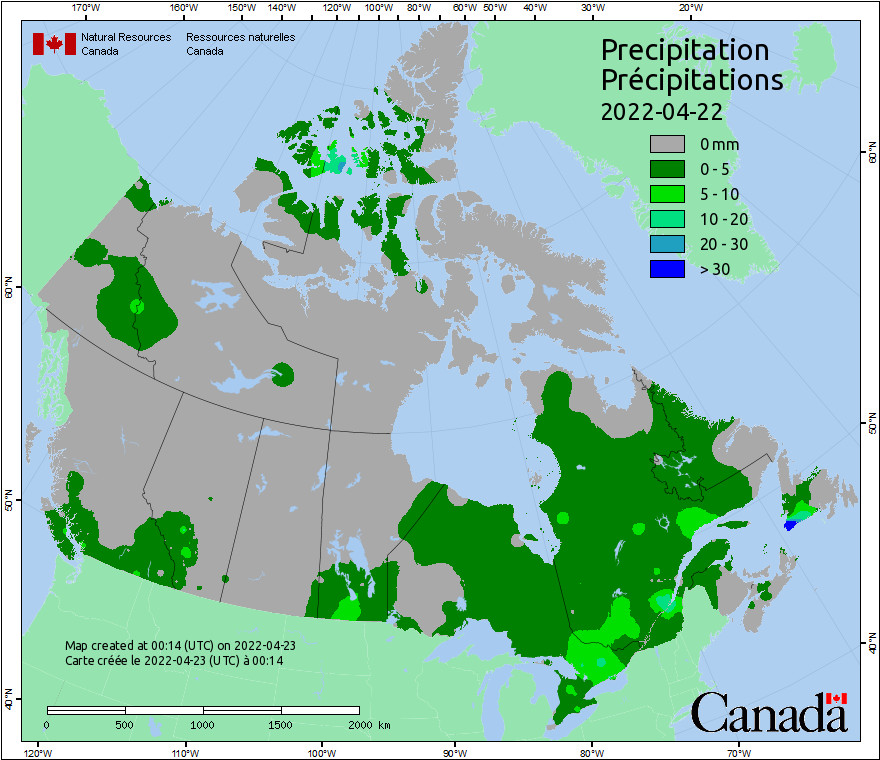 170°W 160°W 150°W 140°W 120°W 100°W 80°W 60°W 50°W 40°W 30°W 20°W
Natural Resources Canada
Ressources naturelles Canada
Precipitation
Précipitations
2022-04-22
0 mm
0 - 5
5 - 10
10 - 20
20 - 30
> 30
60°N
50°N
40°N
60°N
50°N
40°N
Map created at 00:14 (UTC) on 2022-04-23
Carte créée le 2022-04-23 (UTC) à 00:14
0 500 1000 1500 2000 km
Canada
120°W 110°W 100°W 90°W 80°W 70°W